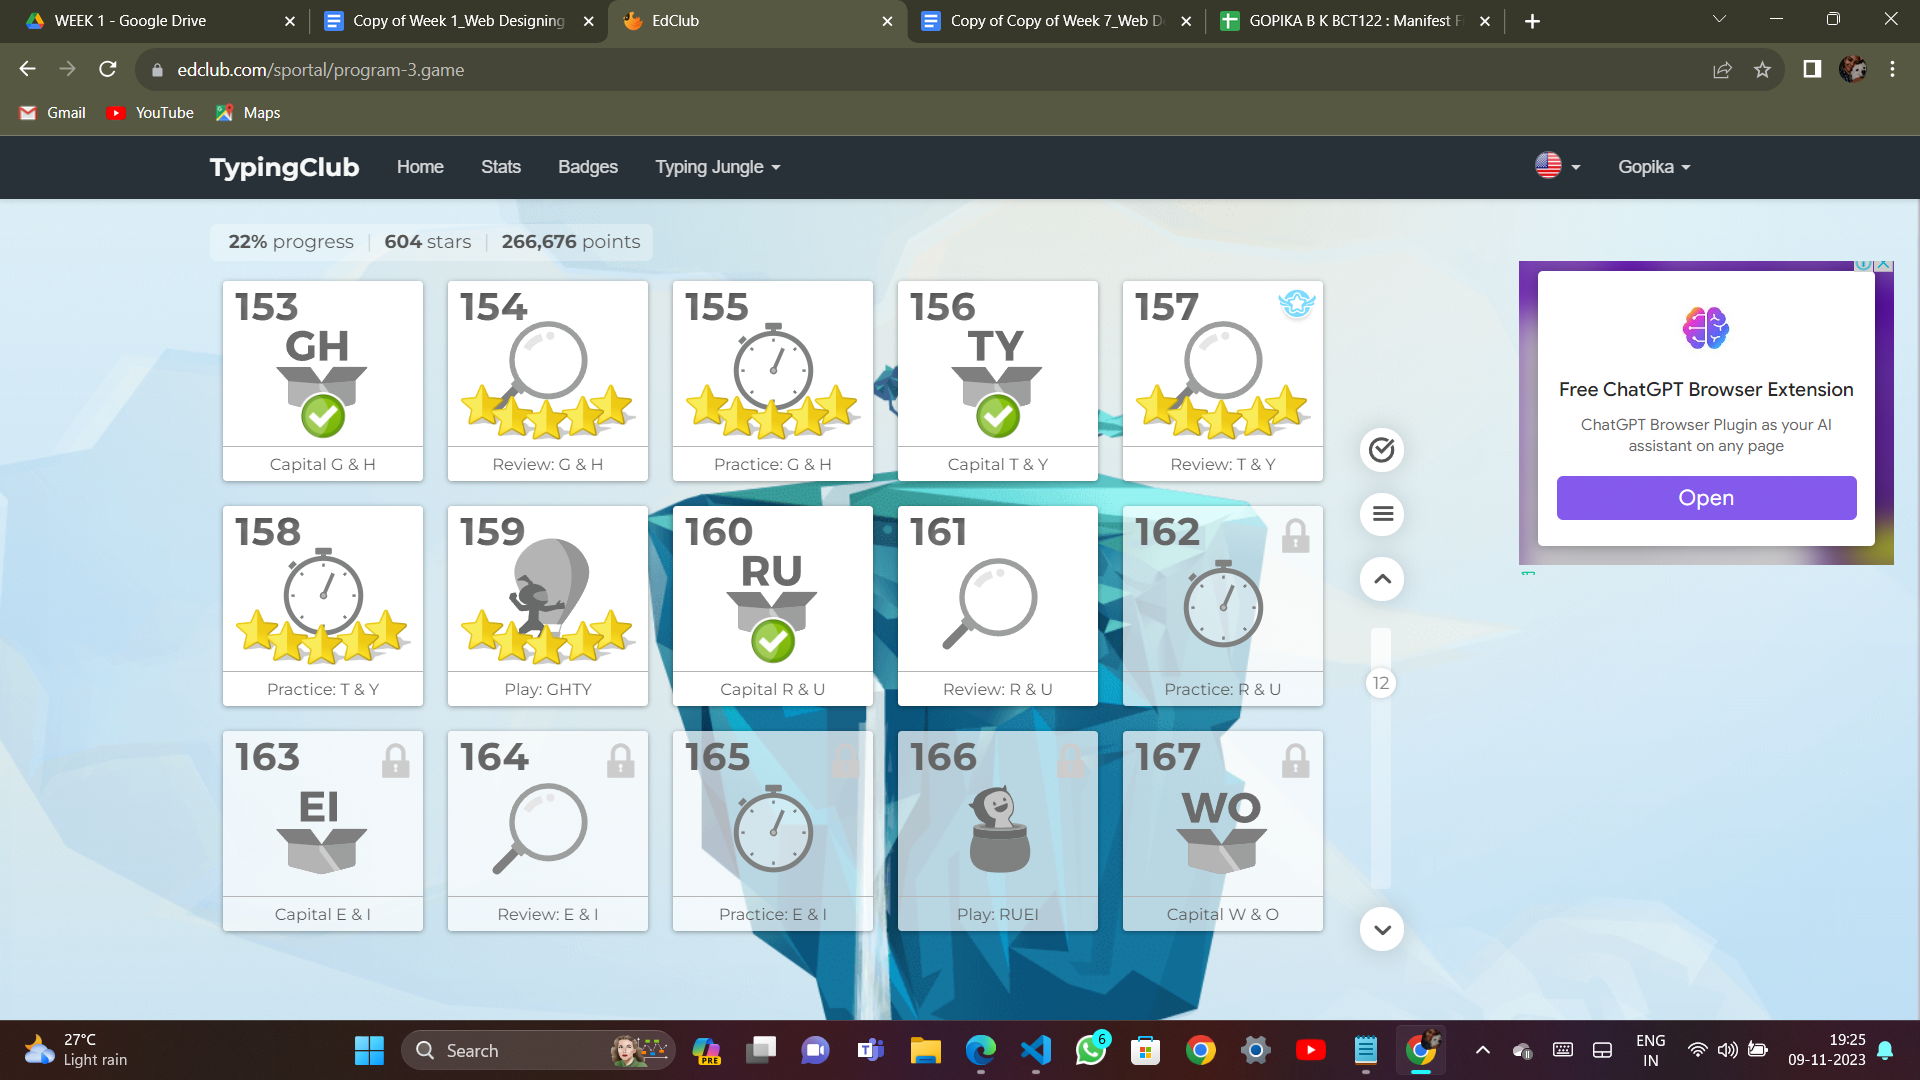 WEEK 1 - Google Drive
Copy of Week 1_Web Designing
EdClub
Copy of Copy of Week 7_Web D
GOPIKA B K BCT122 : Manifest F
edclub.com/sportal/program-3.game
Gmail
YouTube
Maps
TypingClub
Home
Stats
Badges
Typing Jungle
Gopika
22% progress | 604 stars | 266,676 points
153
GH
Capital G & H
154
Review: G & H
155
Practice: G & H
156
TY
Capital T & Y
157
Review: T & Y
158
Practice: T & Y
159
Play: GHTY
160
RU
Capital R & U
161
Review: R & U
162
Practice: R & U
163
EI
Capital E & I
164
Review: E & I
165
Practice: E & I
166
Play: RUEI
167
WO
Capital W & O
12
Free ChatGPT Browser Extension
ChatGPT Browser Plugin as your AI
assistant on any page
Open
27°C
Light rain
Search
PRE
6
ENG
IN
19:25
09-11-2023